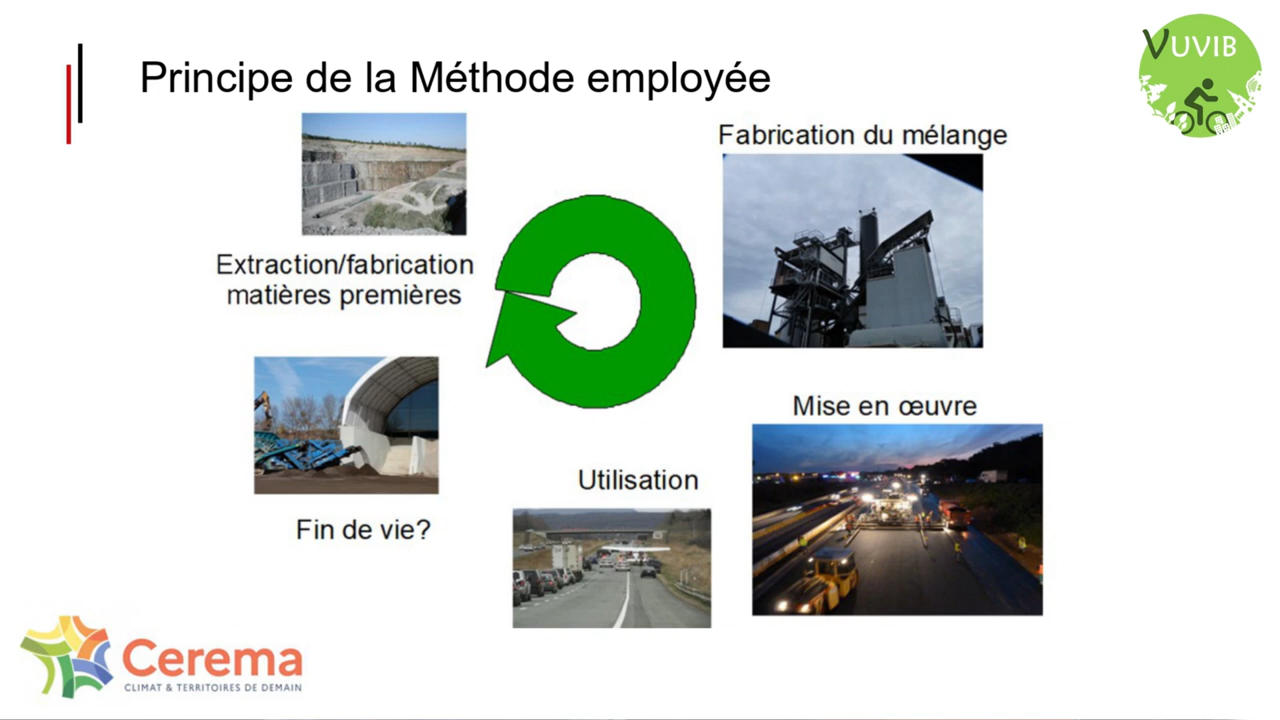 Principe de la Méthode employée
VUVIB
Extraction/fabrication
matières premières
Fabrication du mélange
Mise en œuvre
Utilisation
Fin de vie?
Cerema
CLIMAT & TERRITOIRES DE DEMAIN